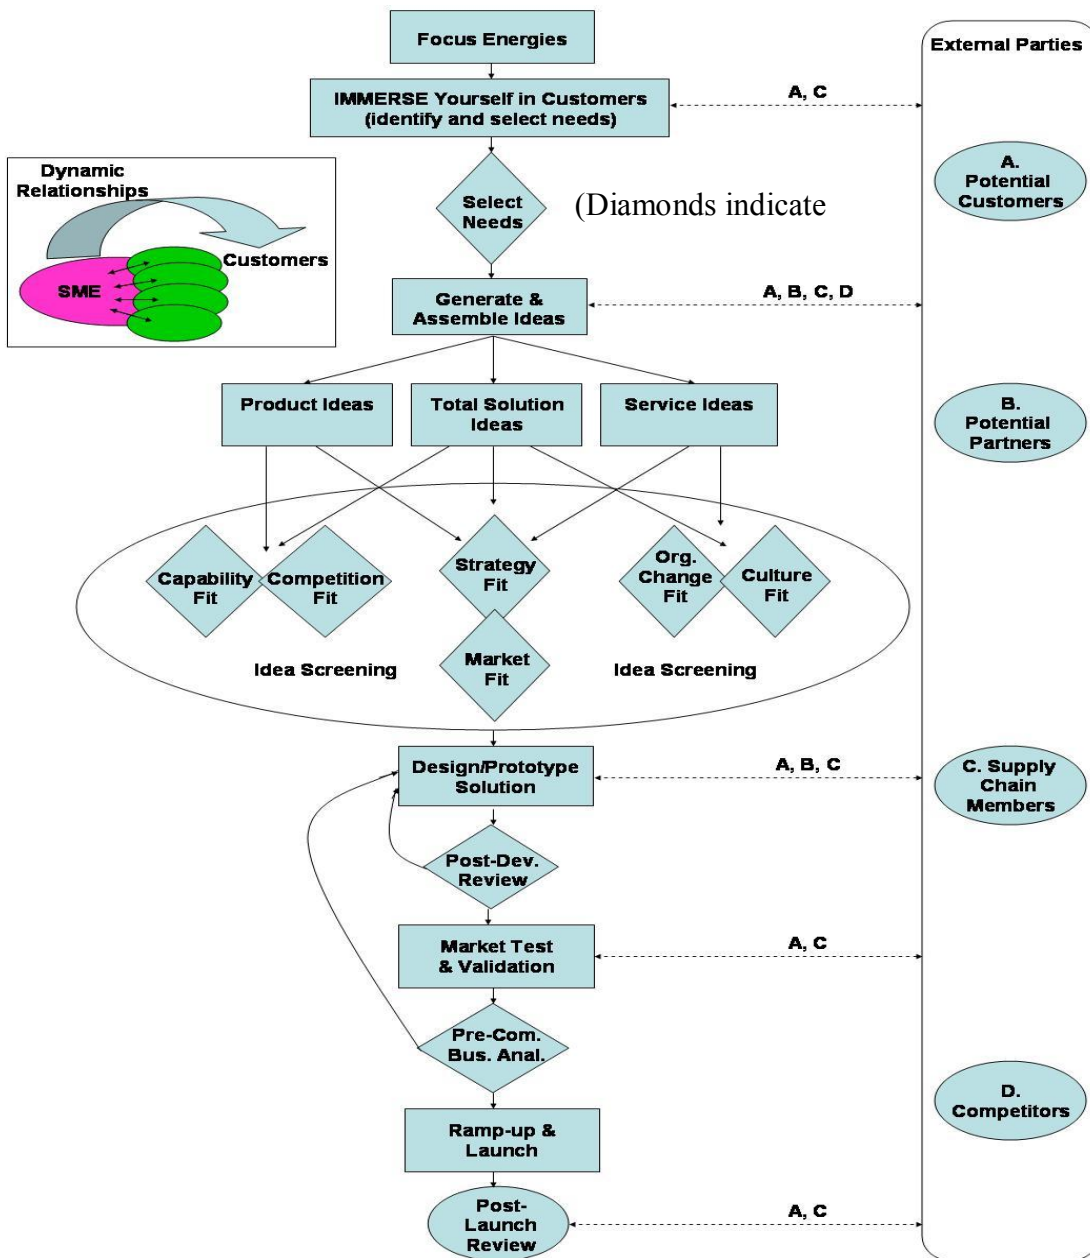 Focus Energies
External Parties
IMMERSE Yourself in Customers
(identify and select needs)
A, C
A.
Potential
Customers
Dynamic
Relationships
Customers
SME
Select
Needs
(Diamonds indicate
Generate &
Assemble Ideas
A, B, C, D
Product Ideas
Total Solution
Ideas
Service Ideas
B.
Potential
Partners
Capability
Fit
Competition
Fit
Strategy
Fit
Org.
Change
Fit
Culture
Fit
Market
Fit
Idea Screening
Idea Screening
Design/Prototype
Solution
A, B, C
C. Supply
Chain
Members
Post-Dev.
Review
Market Test
& Validation
A, C
Pre-Com.
Bus. Anal.
D.
Competitors
Ramp-up &
Launch
Post-
Launch
Review
A, C